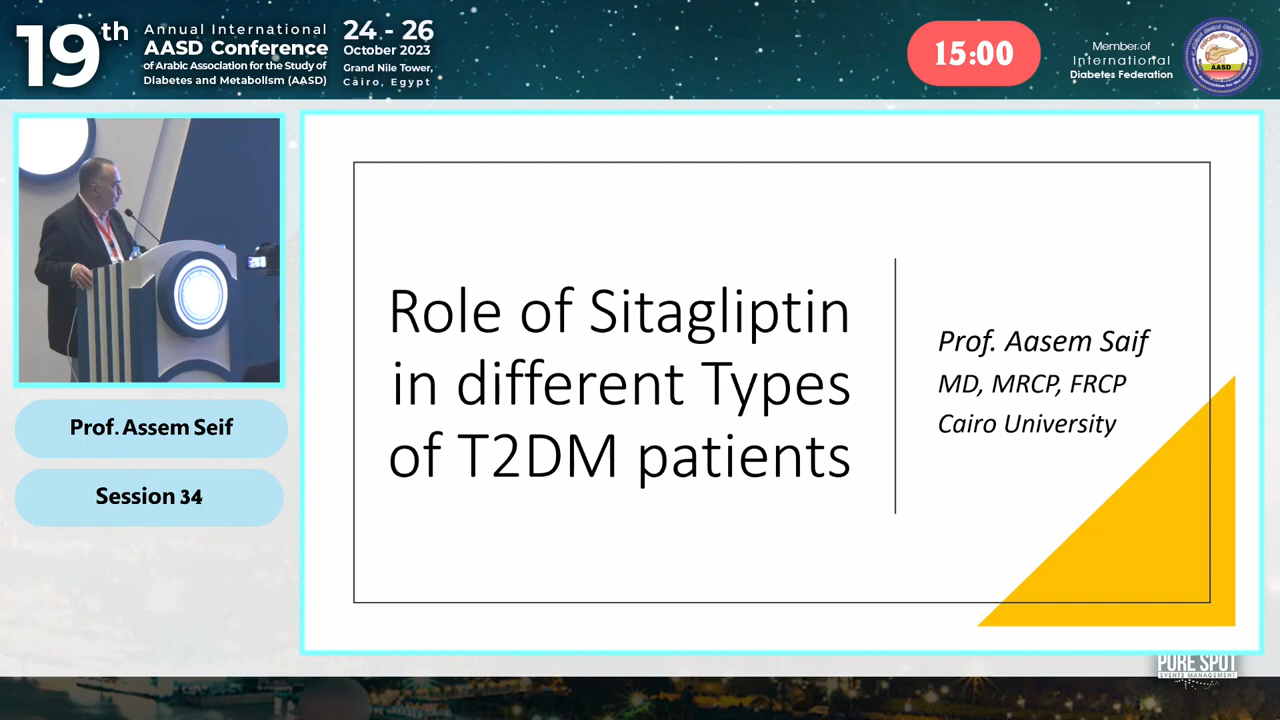 19th
Annual International
AASD Conference
of Arabic Association for the Study of
Diabetes and Metabolism (AASD)
24 - 26
October 2023
Grand Nile Tower,
Cairo, Egypt
15:00
Member of
International
Diabetes Federation
AASD
Prof. Assem Seif
Session 34
Role of Sitagliptin
in different Types
of T2DM patients
Prof. Aasem Saif
MD, MRCP, FRCP
Cairo University
PURE SPOT
EVENTS MANAGEMENT